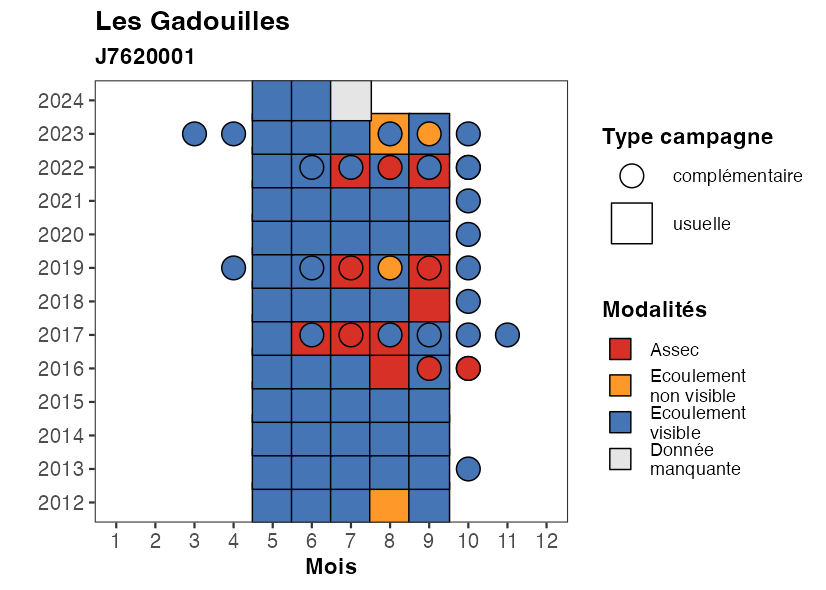 Les Gadouilles
J7620001
2024
2023
2022
2021
2020
2019
2018
2017
2016
2015
2014
2013
2012
1 2 3 4 5 6 7 8 9 10 11 12
Mois
Type campagne
complémentaire
usuelle
Modalités
Assec
Ecoulement
non visible
Ecoulement
visible
Donnée
manquante